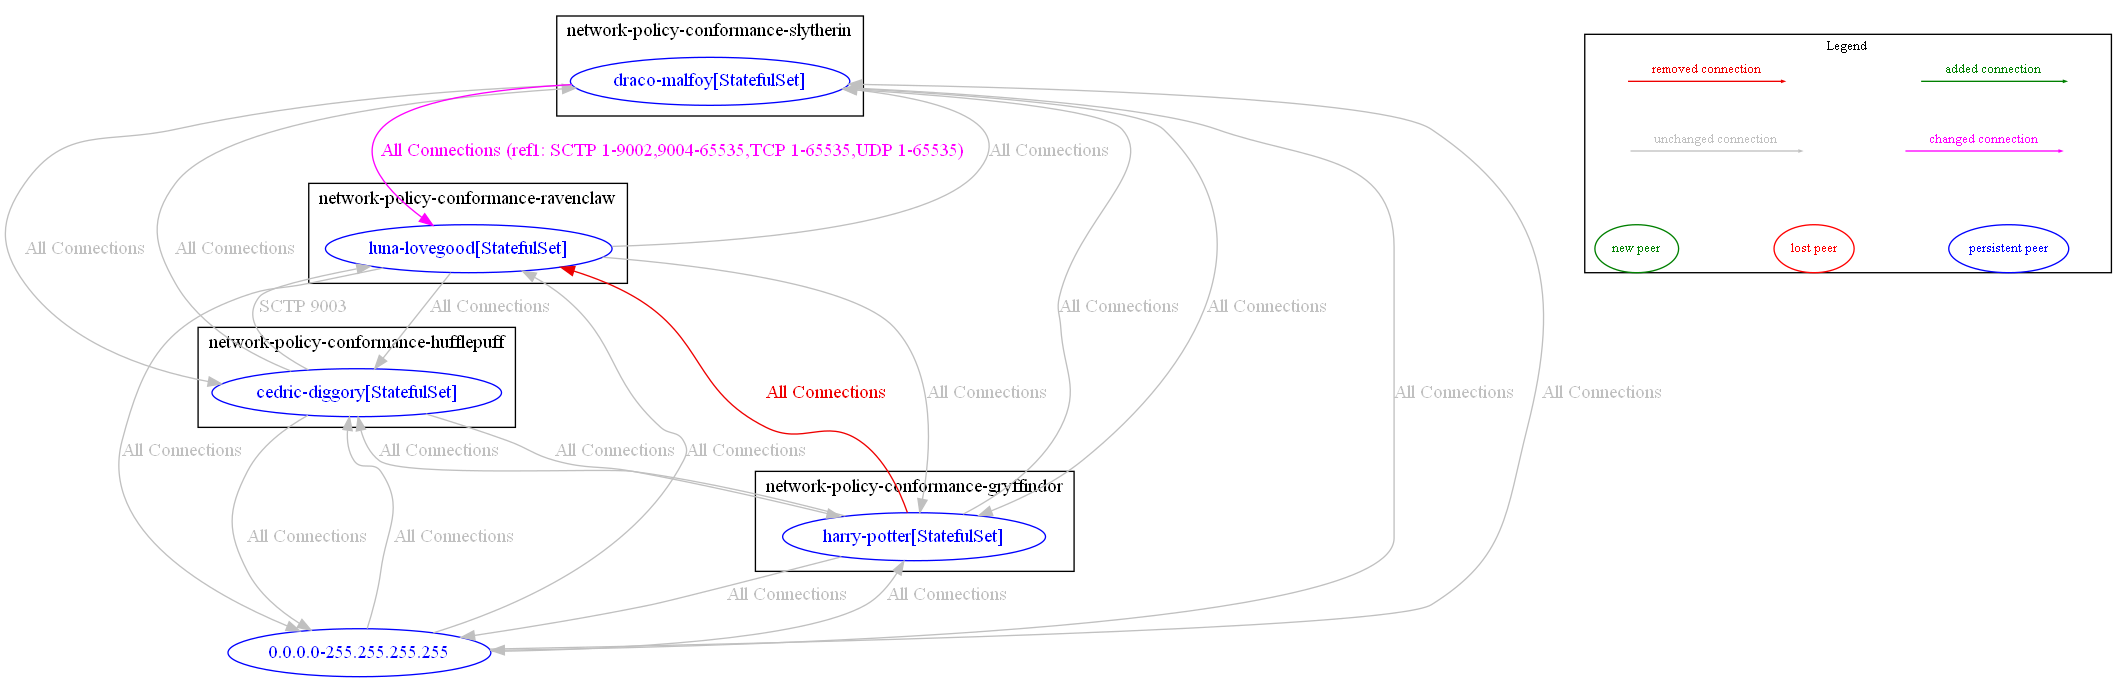 network-policy-conformance-slytherin
draco-malfoy[StatefulSet]
Legend
removed connection
added connection
unchanged connection
changed connection
new peer
lost peer
persistent peer
All Connections (ref1: SCTP 1-9002,9004-65535,TCP 1-65535,UDP 1-65535)
All Connections
network-policy-conformance-ravenclaw
luna-lovegood[StatefulSet]
All Connections
All Connections
SCTP 9003
All Connections
All Connections
All Connections
network-policy-conformance-hufflepuff
cedric-diggory[StatefulSet]
All Connections
All Connections
All Connections
All Connections
All Connections
All Connections
All Connections
All Connections
network-policy-conformance-gryffindor
harry-potter[StatefulSet]
All Connections
All Connections
All Connections
All Connections
0.0.0.0-255.255.255.255